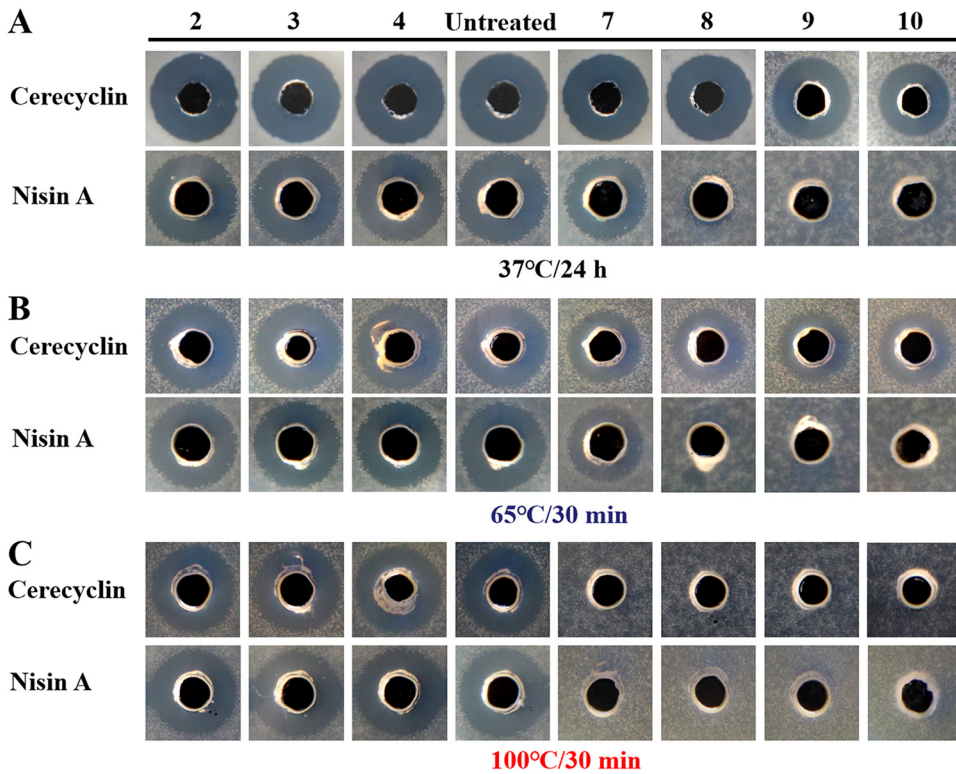 A 2 3 4 Untreated 7 8 9 10
Cerecyclin
Nisin A
37°C/24 h
B
Cerecyclin
Nisin A
65°C/30 min
C
Cerecyclin
Nisin A
100°C/30 min